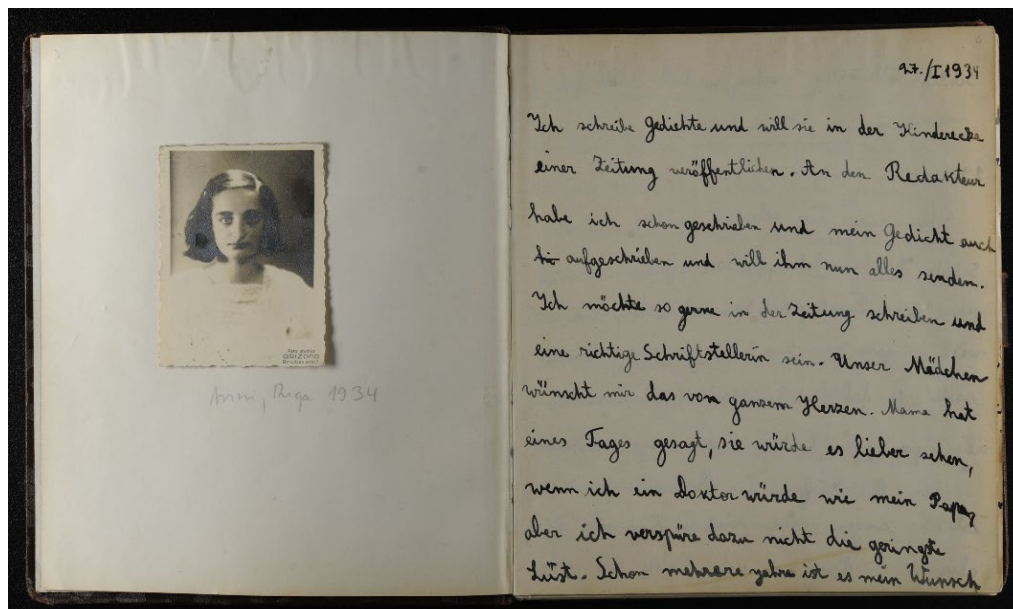 Anni, Riga 1934
27./I 1934
Ich schreibe Gedichte und will sie in der Kinderecke
einer Zeitung veröffentlichen. An den Redakteur
habe ich schon geschrieben und mein Gedicht auch
aufgeschrieben und will ihm nun alles senden.
Ich möchte so gerne in der Zeitung schreiben und
eine richtige Schriftstellerin sein. Unser Mädchen
wünscht mir das von ganzem Herzen. Mama hat
eines Tages gesagt, sie würde es lieber sehen,
wenn ich ein Doktor würde wie mein Papa,
aber ich verspüre dazu nicht die geringste
Lust. Schon mehrere Jahre ist es mein Wunsch